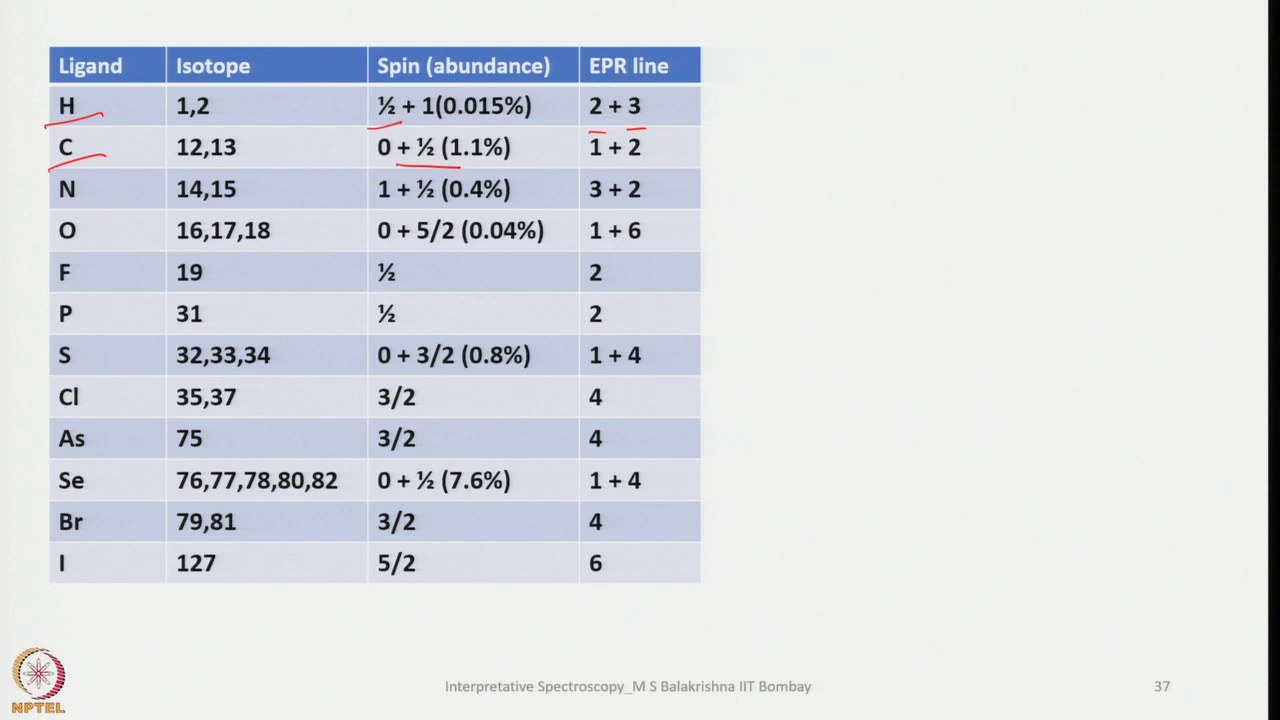 Ligand Isotope Spin (abundance) EPR line
H 1,2 ½ + 1(0.015%) 2 + 3
C 12,13 0 + ½ (1.1%) 1 + 2
N 14,15 1 + ½ (0.4%) 3 + 2
O 16,17,18 0 + 5/2 (0.04%) 1 + 6
F 19 ½ 2
P 31 ½ 2
S 32,33,34 0 + 3/2 (0.8%) 1 + 4
Cl 35,37 3/2 4
As 75 3/2 4
Se 76,77,78,80,82 0 + ½ (7.6%) 1 + 4
Br 79,81 3/2 4
I 127 5/2 6
NPTEL
Interpretative Spectroscopy_M S Balakrishna IIT Bombay
37